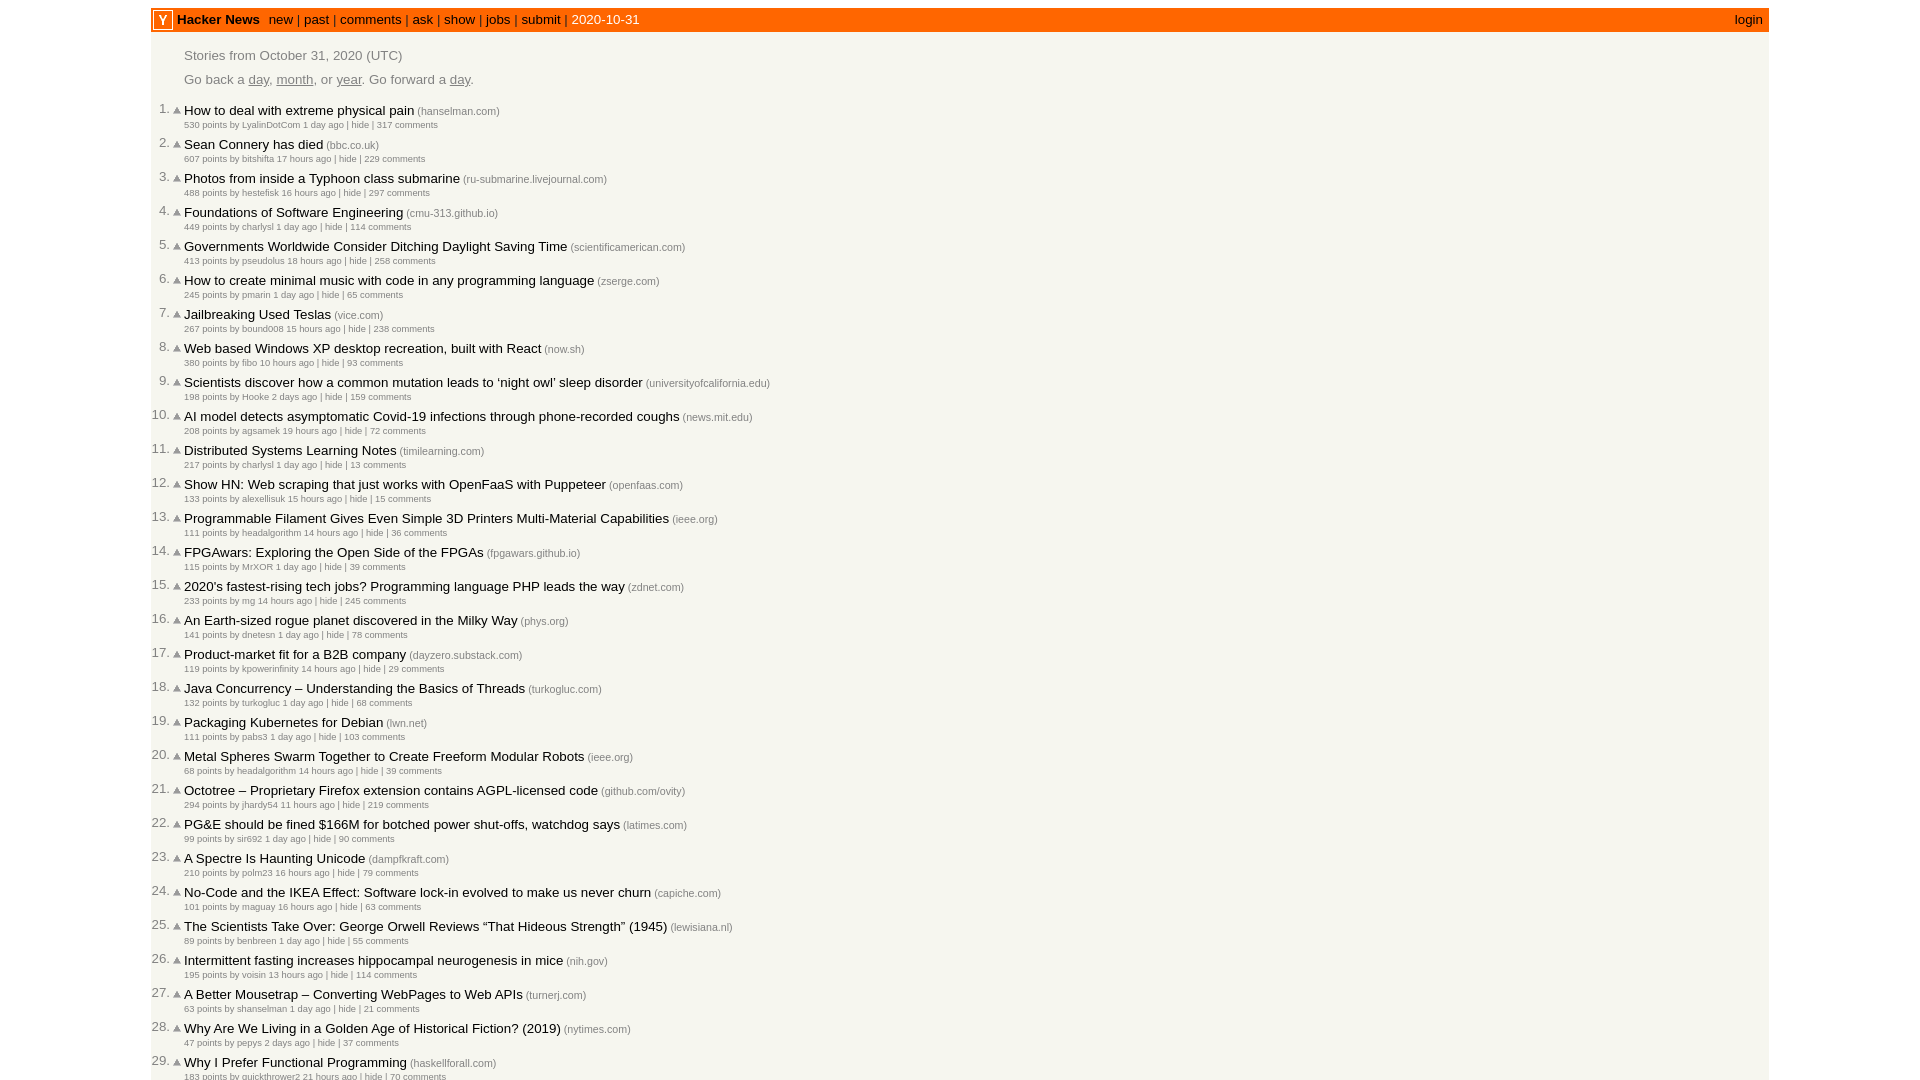 Y Hacker News new | past | comments | ask | show | jobs | submit | 2020-10-31 login
Stories from October 31, 2020 (UTC)
Go back a day, month, or year. Go forward a day.
1. How to deal with extreme physical pain (hanselman.com)
530 points by LyalinDotCom 1 day ago | hide | 317 comments
2. Sean Connery has died (bbc.co.uk)
607 points by bitshifta 17 hours ago | hide | 229 comments
3. Photos from inside a Typhoon class submarine (ru-submarine.livejournal.com)
488 points by hestefisk 16 hours ago | hide | 297 comments
4. Foundations of Software Engineering (cmu-313.github.io)
449 points by charlysl 1 day ago | hide | 114 comments
5. Governments Worldwide Consider Ditching Daylight Saving Time (scientificamerican.com)
413 points by pseudolus 18 hours ago | hide | 258 comments
6. How to create minimal music with code in any programming language (zserge.com)
245 points by pmarin 1 day ago | hide | 65 comments
7. Jailbreaking Used Teslas (vice.com)
267 points by bound008 15 hours ago | hide | 238 comments
8. Web based Windows XP desktop recreation, built with React (now.sh)
380 points by fibo 10 hours ago | hide | 93 comments
9. Scientists discover how a common mutation leads to ‘night owl’ sleep disorder (universityofcalifornia.edu)
198 points by Hooke 2 days ago | hide | 159 comments
10. AI model detects asymptomatic Covid-19 infections through phone-recorded coughs (news.mit.edu)
208 points by agsamek 19 hours ago | hide | 72 comments
11. Distributed Systems Learning Notes (timilearning.com)
217 points by charlysl 1 day ago | hide | 13 comments
12. Show HN: Web scraping that just works with OpenFaaS with Puppeteer (openfaas.com)
133 points by alexellisuk 15 hours ago | hide | 15 comments
13. Programmable Filament Gives Even Simple 3D Printers Multi-Material Capabilities (ieee.org)
111 points by headalgorithm 14 hours ago | hide | 36 comments
14. FPGAwars: Exploring the Open Side of the FPGAs (fpgawars.github.io)
115 points by MrXOR 1 day ago | hide | 39 comments
15. 2020's fastest-rising tech jobs? Programming language PHP leads the way (zdnet.com)
233 points by mg 14 hours ago | hide | 245 comments
16. An Earth-sized rogue planet discovered in the Milky Way (phys.org)
141 points by dnetesn 1 day ago | hide | 78 comments
17. Product-market fit for a B2B company (dayzero.substack.com)
119 points by kpowerinfinity 14 hours ago | hide | 29 comments
18. Java Concurrency – Understanding the Basics of Threads (turkogluc.com)
132 points by turkogluc 1 day ago | hide | 68 comments
19. Packaging Kubernetes for Debian (lwn.net)
111 points by pabs3 1 day ago | hide | 103 comments
20. Metal Spheres Swarm Together to Create Freeform Modular Robots (ieee.org)
68 points by headalgorithm 14 hours ago | hide | 39 comments
21. Octotree – Proprietary Firefox extension contains AGPL-licensed code (github.com/ovity)
294 points by jhardy54 11 hours ago | hide | 219 comments
22. PG&E should be fined $166M for botched power shut-offs, watchdog says (latimes.com)
99 points by sir692 1 day ago | hide | 90 comments
23. A Spectre Is Haunting Unicode (dampfkraft.com)
210 points by polm23 16 hours ago | hide | 79 comments
24. No-Code and the IKEA Effect: Software lock-in evolved to make us never churn (capiche.com)
101 points by maguay 16 hours ago | hide | 63 comments
25. The Scientists Take Over: George Orwell Reviews “That Hideous Strength” (1945) (lewisiana.nl)
89 points by benbreen 1 day ago | hide | 55 comments
26. Intermittent fasting increases hippocampal neurogenesis in mice (nih.gov)
195 points by voisin 13 hours ago | hide | 114 comments
27. A Better Mousetrap – Converting WebPages to Web APIs (turnerj.com)
63 points by shanselman 1 day ago | hide | 21 comments
28. Why Are We Living in a Golden Age of Historical Fiction? (2019) (nytimes.com)
47 points by pepys 2 days ago | hide | 37 comments
29. Why I Prefer Functional Programming (haskellforall.com)
183 points by quickthrower2 21 hours ago | hide | 70 comments